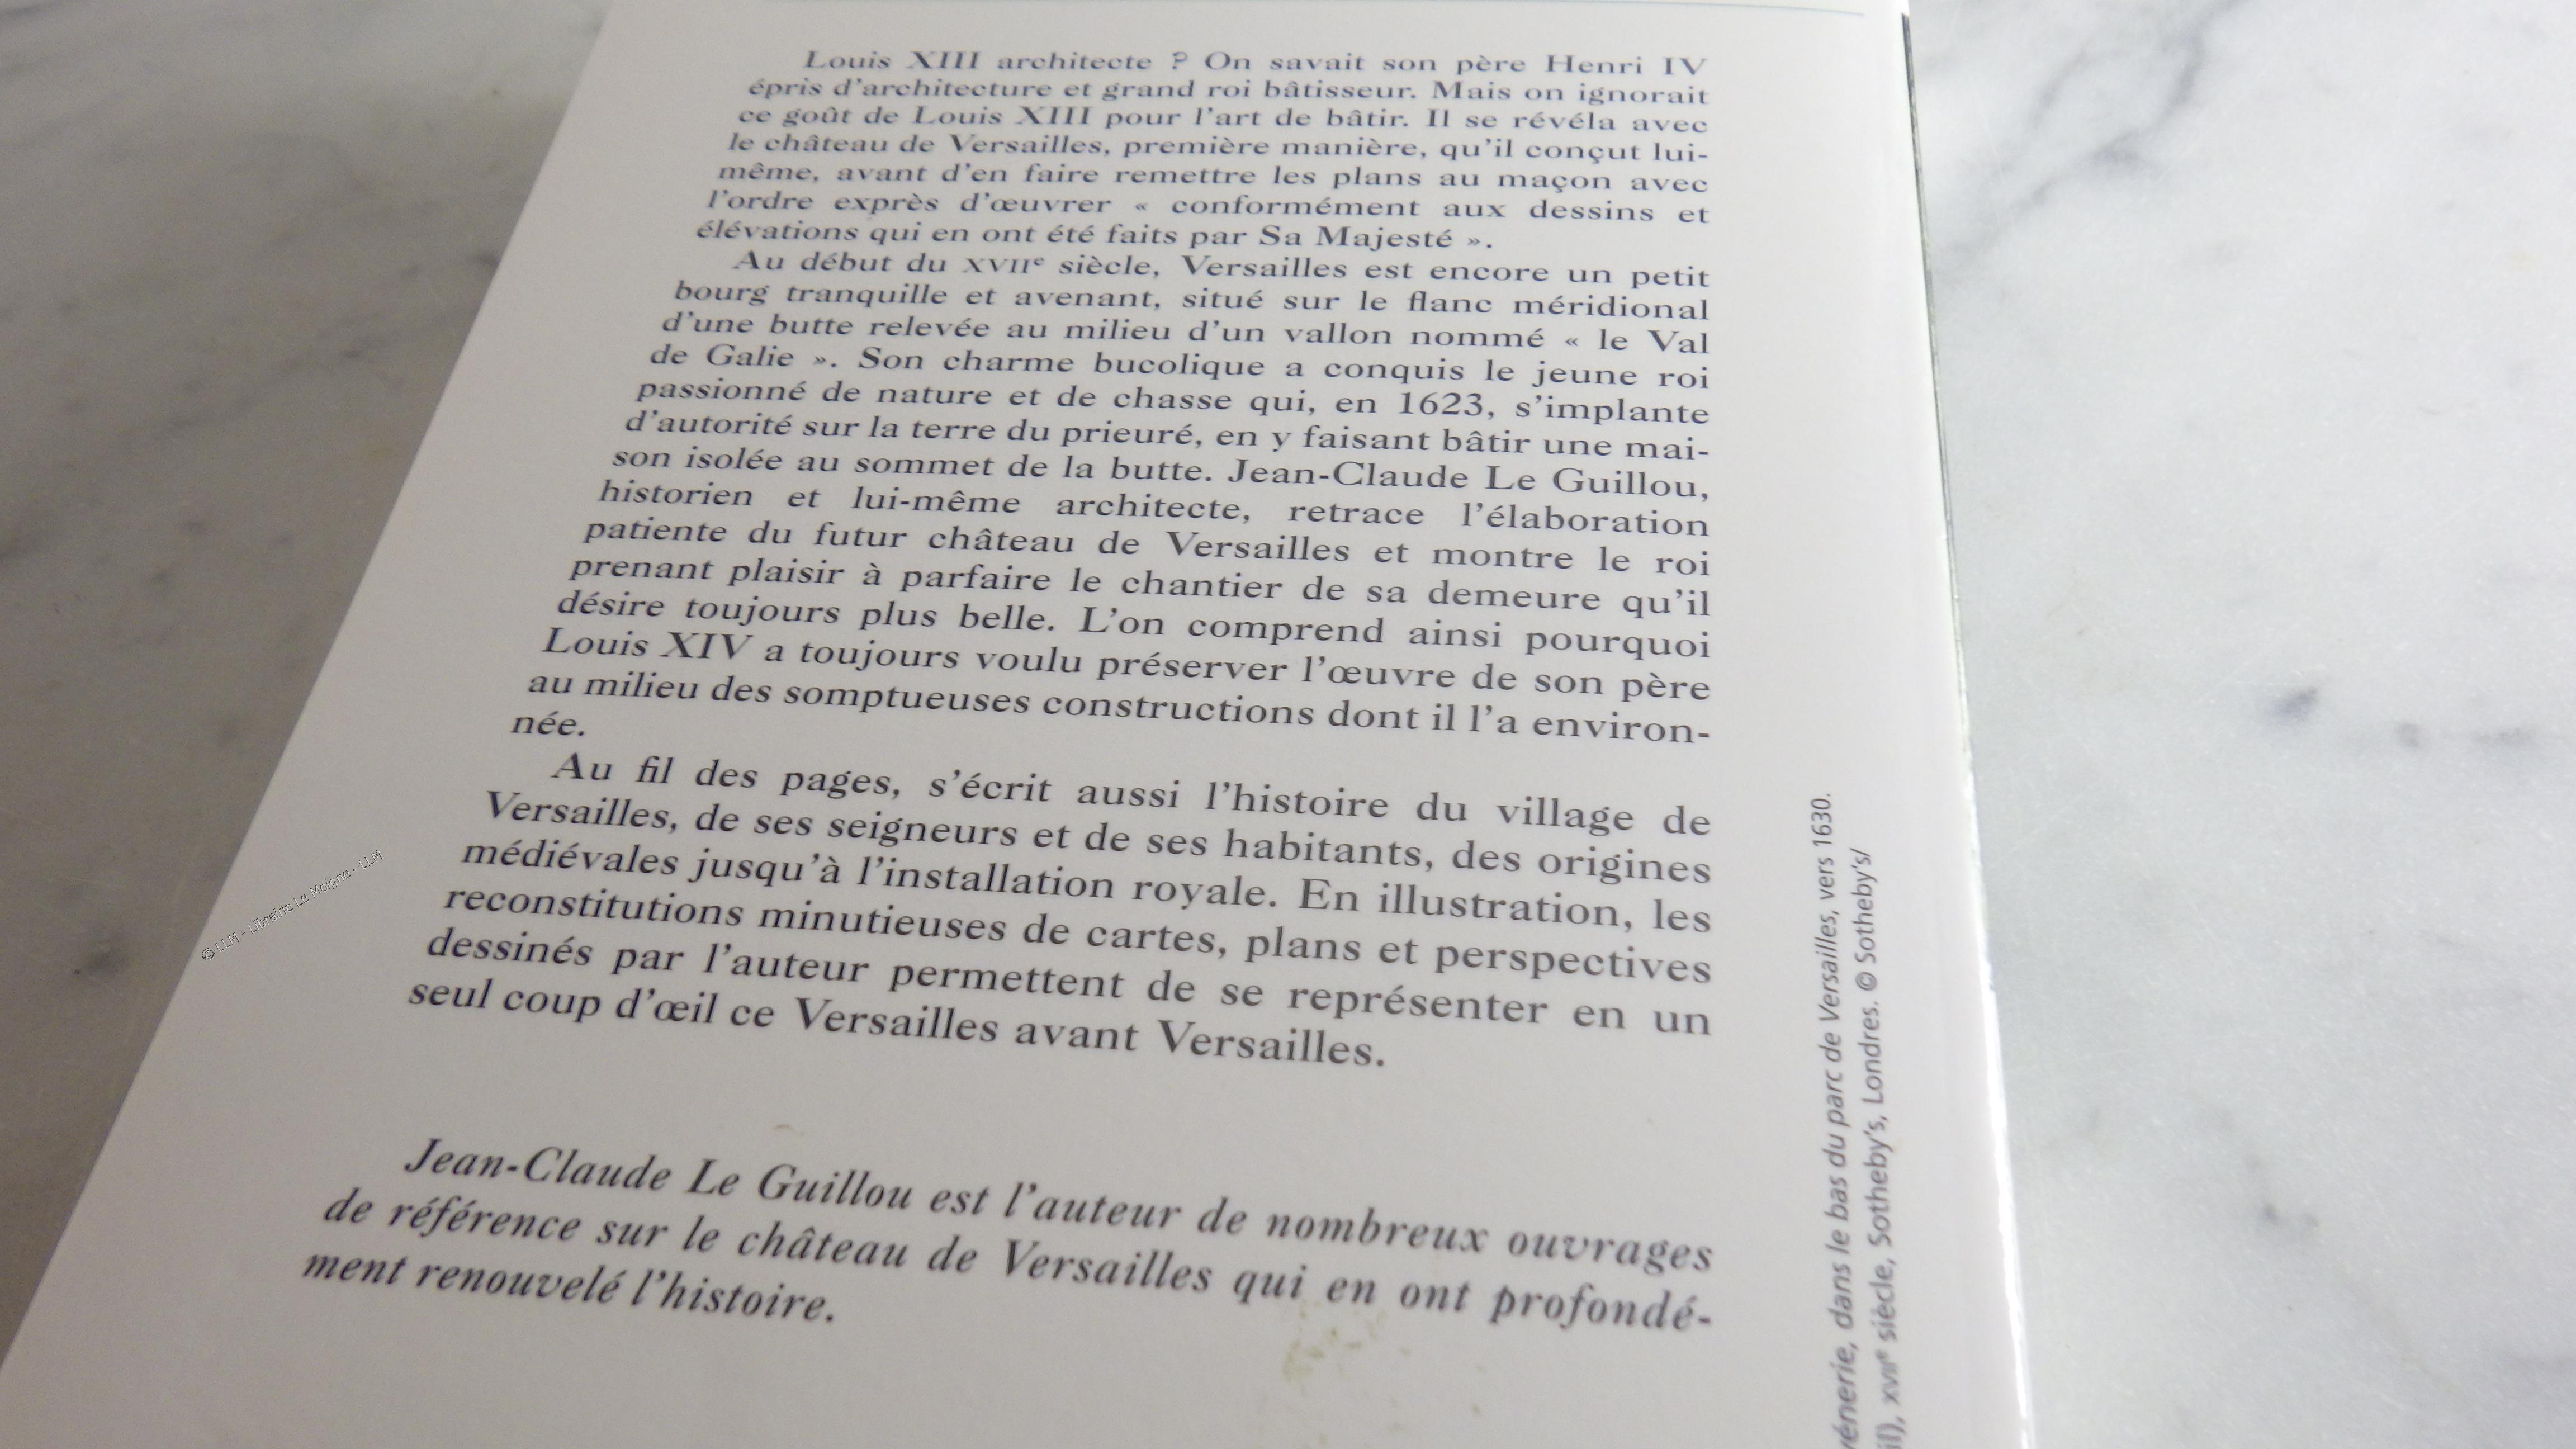 Louis XIII architecte ? On savait son père Henri IV
épris d'architecture et grand roi bâtisseur. Mais on ignorait
ce goût de Louis XIII pour l'art de bâtir. Il se révéla avec
le château de Versailles, première manière, qu'il conçut lui-
même, avant d'en faire remettre les plans au maçon avec
l'ordre exprès d'œuvrer « conformément aux dessins et
élévations qui en ont été faits par Sa Majesté ».
Au début du XVIIe siècle, Versailles est encore un petit
bourg tranquille et avenant, situé sur le flanc méridional
d'une butte relevée au milieu d'un vallon nommé « le Val
de Galie ». Son charme bucolique a conquis le jeune roi
passionné de nature et de chasse qui, en 1623, s'implante
d'autorité sur la terre du prieuré, en y faisant bâtir une mai-
son isolée au sommet de la butte. Jean-Claude Le Guillou,
historien et lui-même architecte, retrace l'élaboration
patiente du futur château de Versailles et montre le roi
prenant plaisir à parfaire le chantier de sa demeure qu'il
désire toujours plus belle. L'on comprend ainsi pourquoi
Louis XIV a toujours voulu préserver l'œuvre de son père
au milieu des somptueuses constructions dont il l'a environ-
née.
Au fil des pages, s'écrit aussi l'histoire du village de
Versailles, de ses seigneurs et de ses habitants, des origines
médiévales jusqu'à l'installation royale. En illustration, les
reconstitutions minutieuses de cartes, plans et perspectives
dessinés par l'auteur permettent de se représenter en un
seul coup d'œil ce Versailles avant Versailles.
Jean-Claude Le Guillou est l'auteur de nombreux ouvrages
de référence sur le château de Versailles qui en ont profondé-
ment renouvelé l'histoire.
vénerie, dans le bas du parc de Versailles, vers 1630.
il), XVIIe siècle, Sotheby's, Londres. © Sotheby's/
© LLM - Librairie Le Moigne - LLM